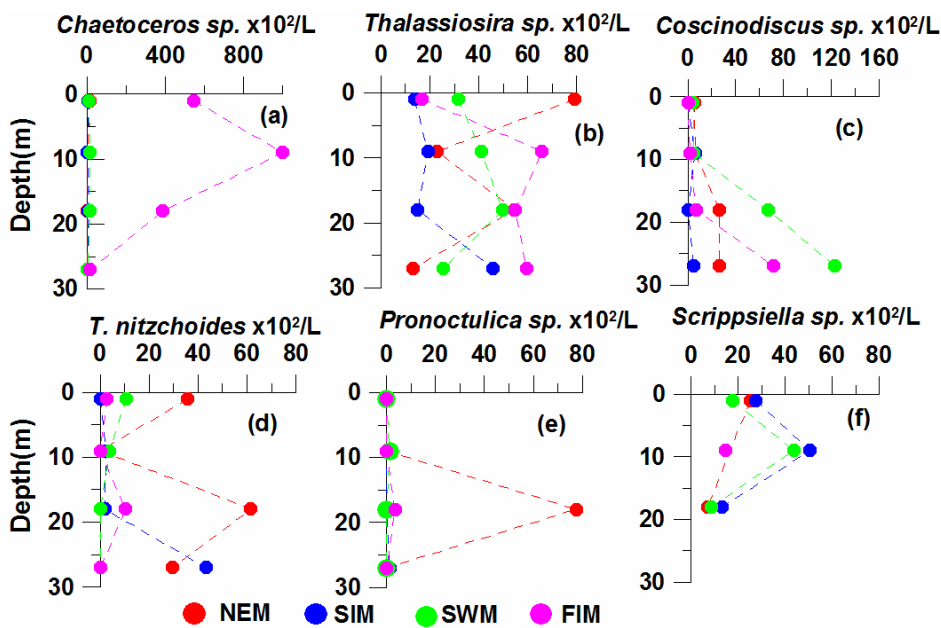 Chaetoceros sp. x10²/L
0 400 800
Thalassiosira sp. x10²/L
0 20 40 60 80
Coscinodiscus sp. x10²/L
0 40 80 120 160
Depth(m)
0
10
20
30
(a)
0
10
20
30
(b)
0
10
20
30
(c)
T. nitzchoides x10²/L
0 20 40 60 80
Pronoctulica sp. x10²/L
0 20 40 60 80
Scrippsiella sp. x10²/L
0 20 40 60 80
Depth(m)
0
10
20
30
(d)
0
10
20
30
(e)
0
10
20
30
(f)
NEM SIM SWM FIM